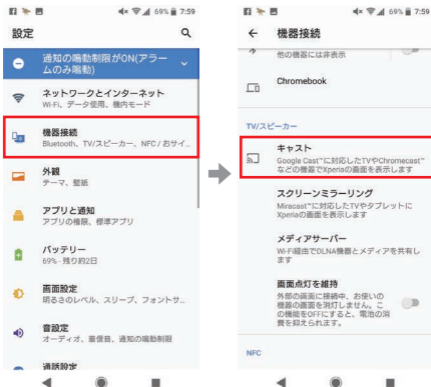 69% 7:59
設定
通知の鳴動制限がON(アラー
ムのみ鳴動)
ネットワークとインターネット
Wi-Fi、データ使用、機内モード
機器接続
Bluetooth、TV/スピーカー、NFC / おサイ...
外観
テーマ、壁紙
アプリと通知
アプリの権限、標準アプリ
バッテリー
69% - 残り約2日
画面設定
明るさのレベル、スリープ、フォントサ...
音設定
オーディオ、着信音、通知の鳴動制限
通話設定
69% 7:59
機器接続
他の機器には非表示
Chromebook
TV/スピーカー
キャスト
Google Cast™に対応したTVやChromecast™
などの機器でXperiaの画面を表示します
スクリーンミラーリング
Miracast™に対応したTVやタブレットに
Xperiaの画面を表示します
メディアサーバー
Wi-Fi経由でDLNA機器とメディアを共有し
ます
画面点灯を維持
外部の画面に接続中、お使いの
機器の画面を消灯しません。こ
の機能をOFFにすると、電池の消
費を抑えられます。
NFC